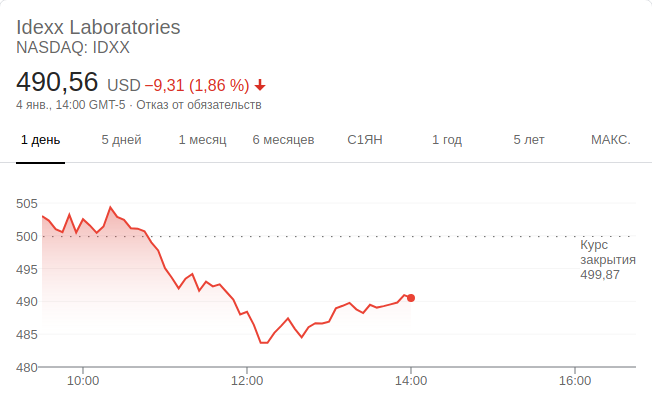 Idexx Laboratories
NASDAQ: IDXX
490,56 USD −9,31 (1,86 %)
4 янв., 14:00 GMT-5 · Отказ от обязательств
1 день 5 дней 1 месяц 6 месяцев С1ЯН 1 год 5 лет МАКС.
505
500
Курс
закрытия
499,87
495
490
485
480
10:00 12:00 14:00 16:00